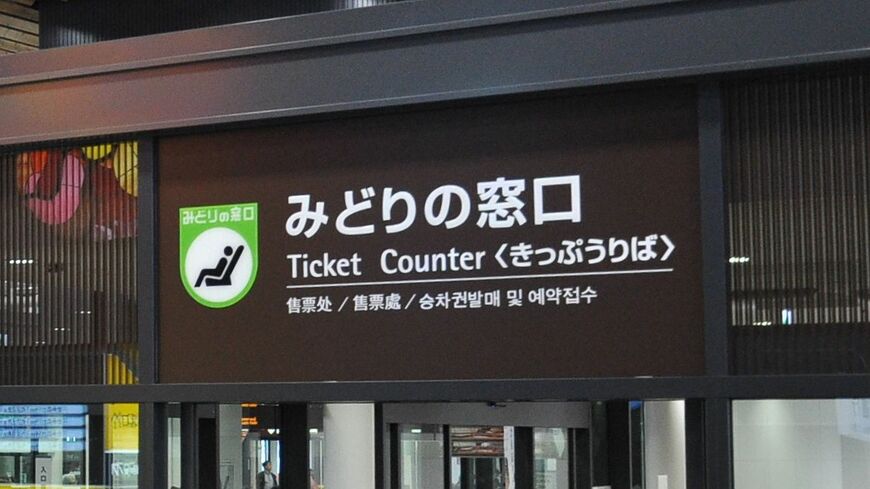 みどりの窓口
みどりの窓口
Ticket Counter〈きっぷうりば〉
售票处 / 售票處 / 승차권발매 및 예약접수